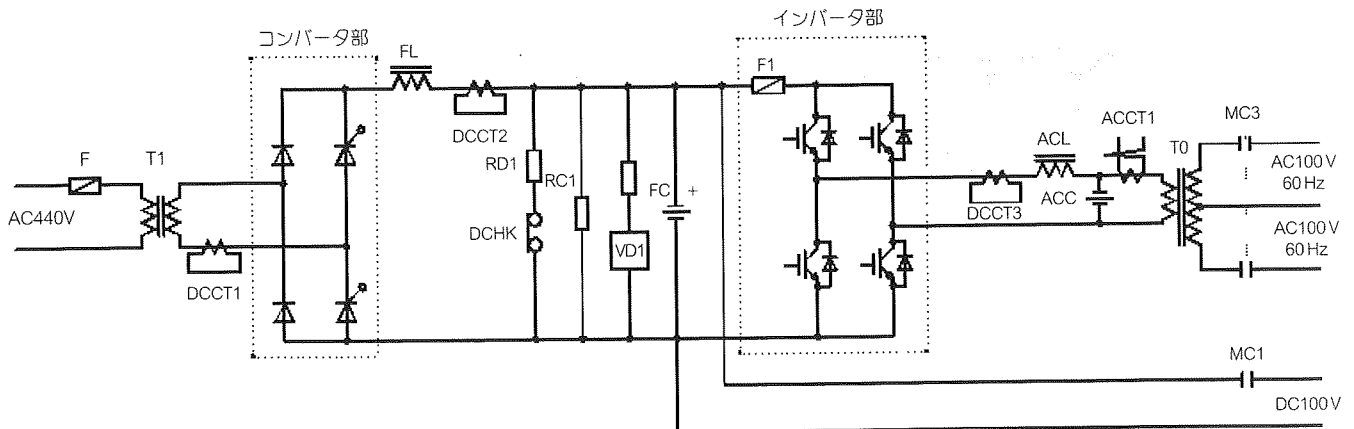 コンバータ部
インバータ部
FL
F1
DCCT2
ACL
ACCT1
MC3
F
T1
RD1
RC1
FC
+
T0
AC100V
60Hz
AC440V
DCHK
VD1
DCCT3
ACC
AC100V
60Hz
DCCT1
MC1
DC100V